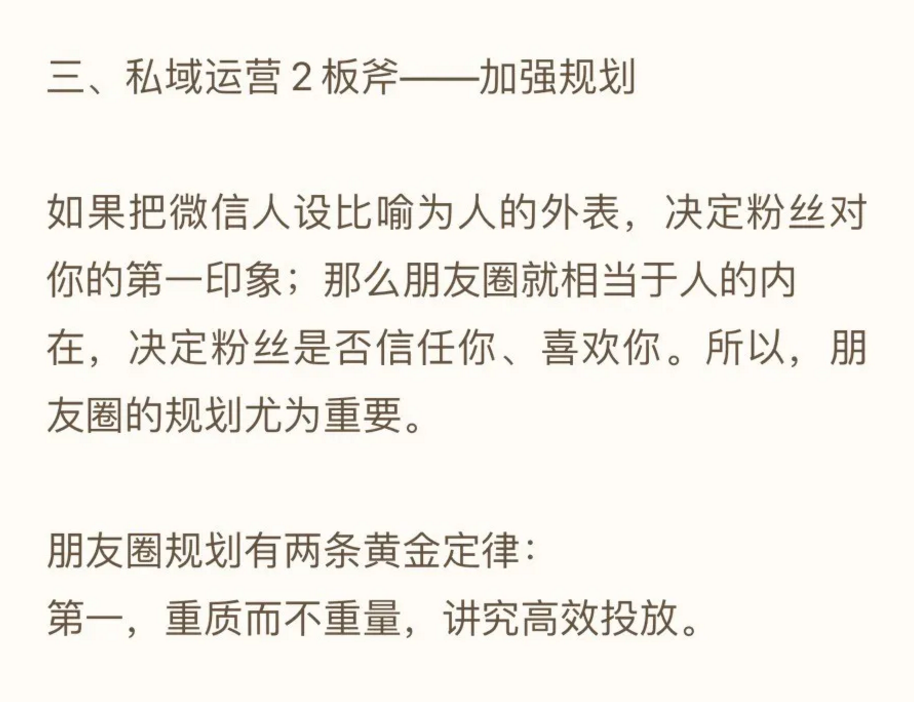 三、私域运营2板斧——加强规划
如果把微信人设比喻为人的外表，决定粉丝对
你的第一印象；那么朋友圈就相当于人的内
在，决定粉丝是否信任你、喜欢你。所以，朋
友圈的规划尤为重要。
朋友圈规划有两条黄金定律：
第一，重质而不重量，讲究高效投放。